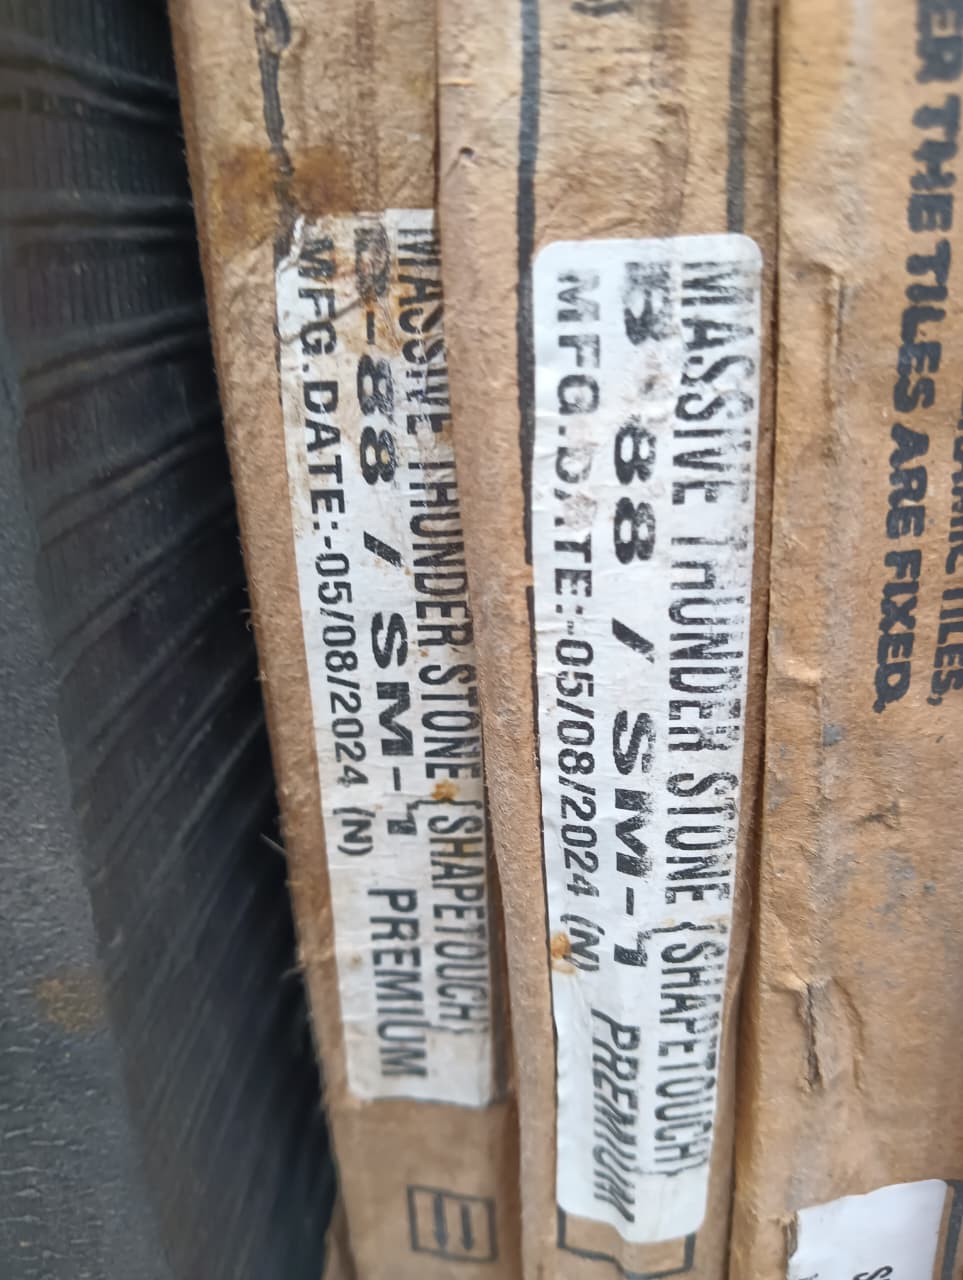 MASSIVE THUNDER STONE (SHAPETOUCH)
B-88 / SM-1 PREMIUM
MFG.DATE:-05/08/2024 (N)
MASSIVE THUNDER STONE (SHAPETOUCH)
B-88 / SM-1 PREMIUM
MFG.DATE:-05/08/2024 (N)
TILES,
ER THE TILES ARE FIXED.